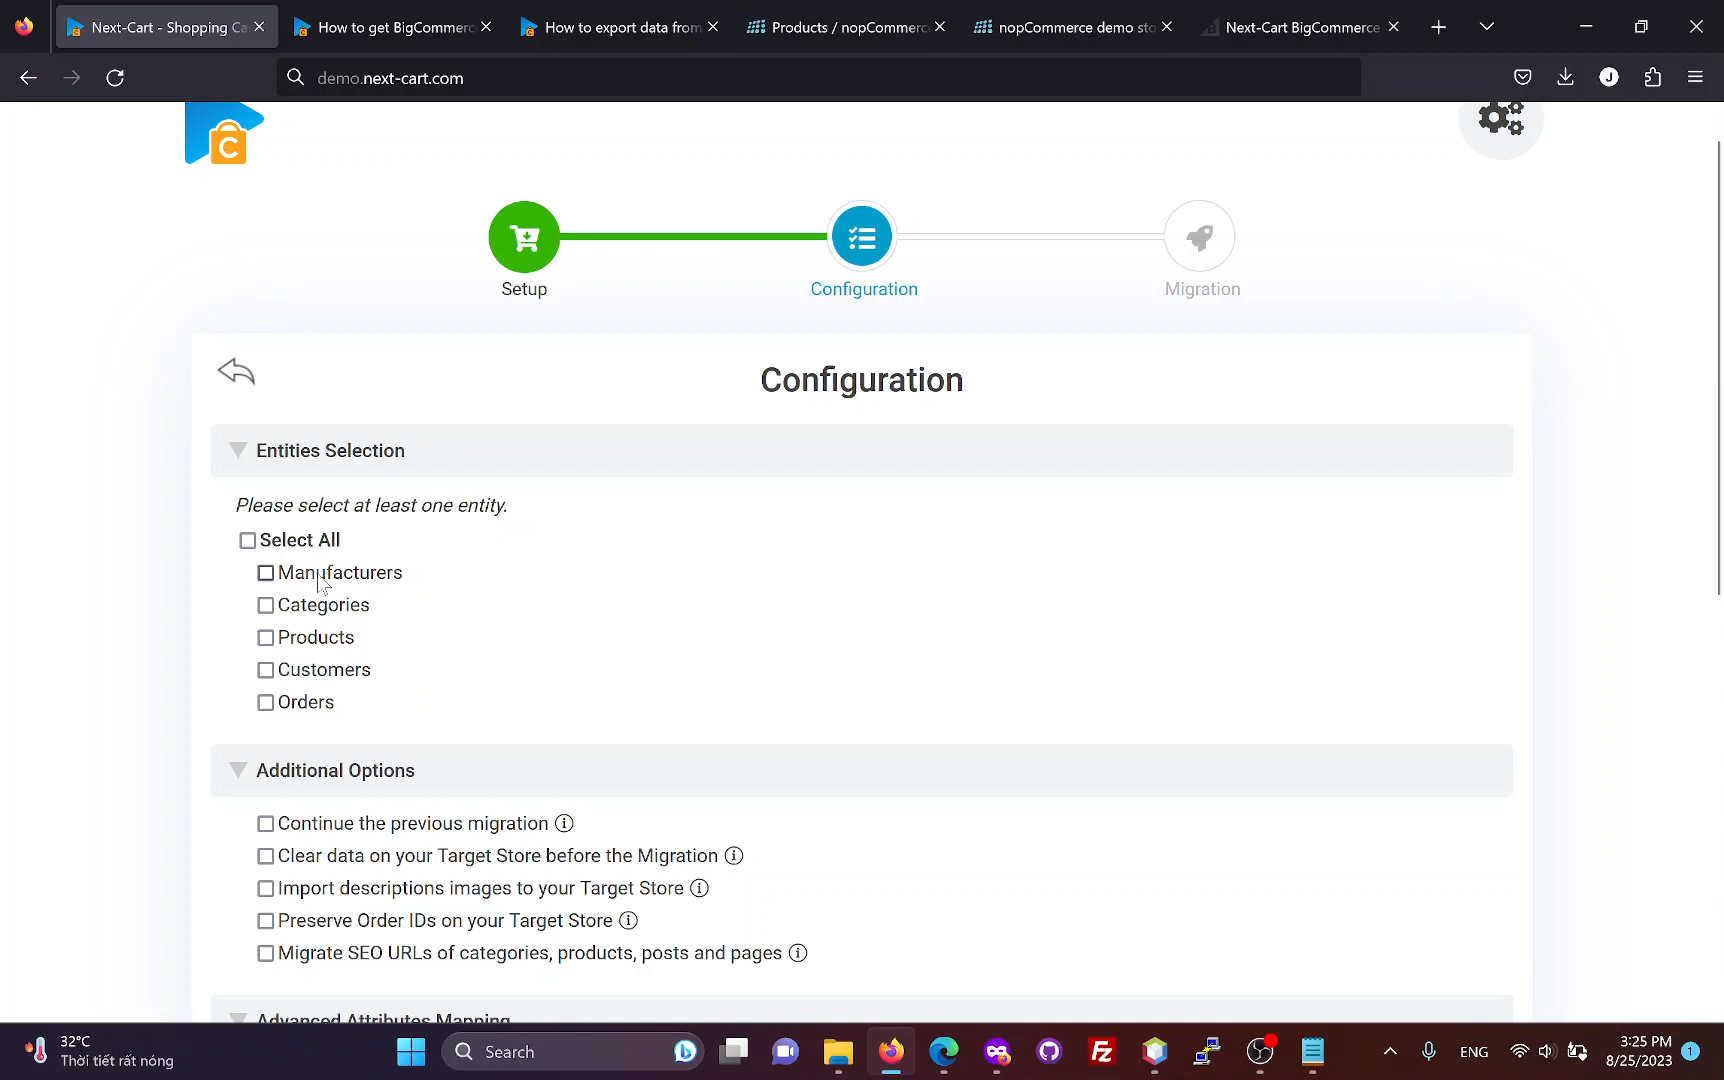 Next-Cart - Shopping Ca
How to get BigCommerc
How to export data from
Products / nopCommerc
nopCommerce demo sto
Next-Cart BigCommerce
demo.next-cart.com
J
C
Setup
Configuration
Migration
Configuration
Entities Selection
Please select at least one entity.
Select All
Manufacturers
Categories
Products
Customers
Orders
Additional Options
Continue the previous migration
Clear data on your Target Store before the Migration
Import descriptions images to your Target Store
Preserve Order IDs on your Target Store
Migrate SEO URLs of categories, products, posts and pages
Advanced Attributes Mapping
32°C
Thời tiết rất nóng
Search
ENG
3:25 PM
8/25/2023
1